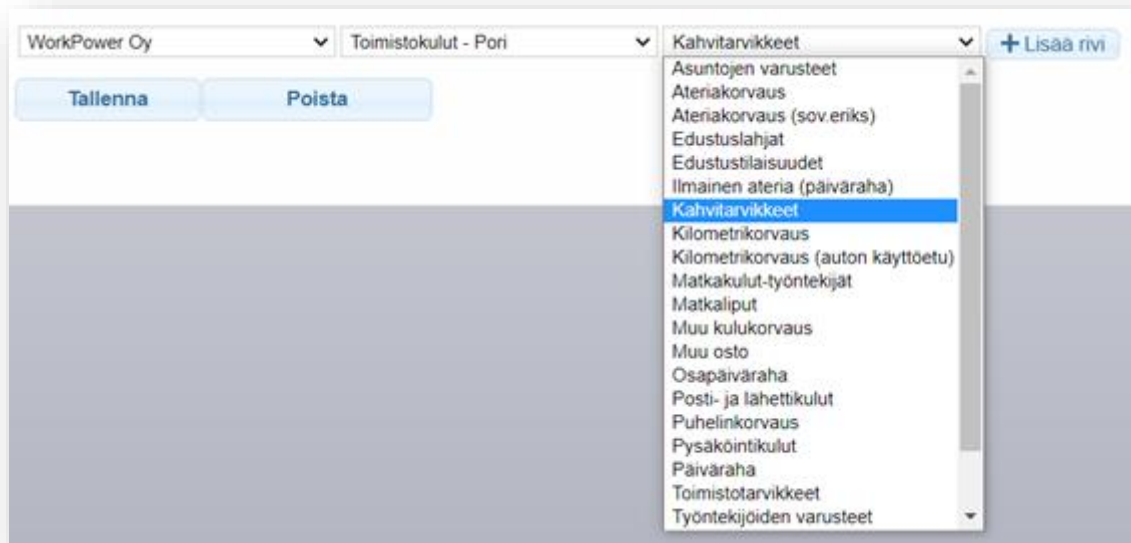 WorkPower Oy Toimistokulut - Pori Kahvitarvikkeet + Lisää rivi
Tallenna Poista
Asuntojen varusteet
Ateriakorvaus
Ateriakorvaus (sov.eriks)
Edustuslahjat
Edustustilaisuudet
Ilmainen ateria (päiväraha)
Kahvitarvikkeet
Kilometrikorvaus
Kilometrikorvaus (auton käyttöetu)
Matkakulut-työntekijät
Matkaliput
Muu kulukorvaus
Muu osto
Osapäiväraha
Posti- ja lähettikulut
Puhelinkorvaus
Pysäköintikulut
Päiväraha
Toimistotarvikkeet
Työntekijöiden varusteet